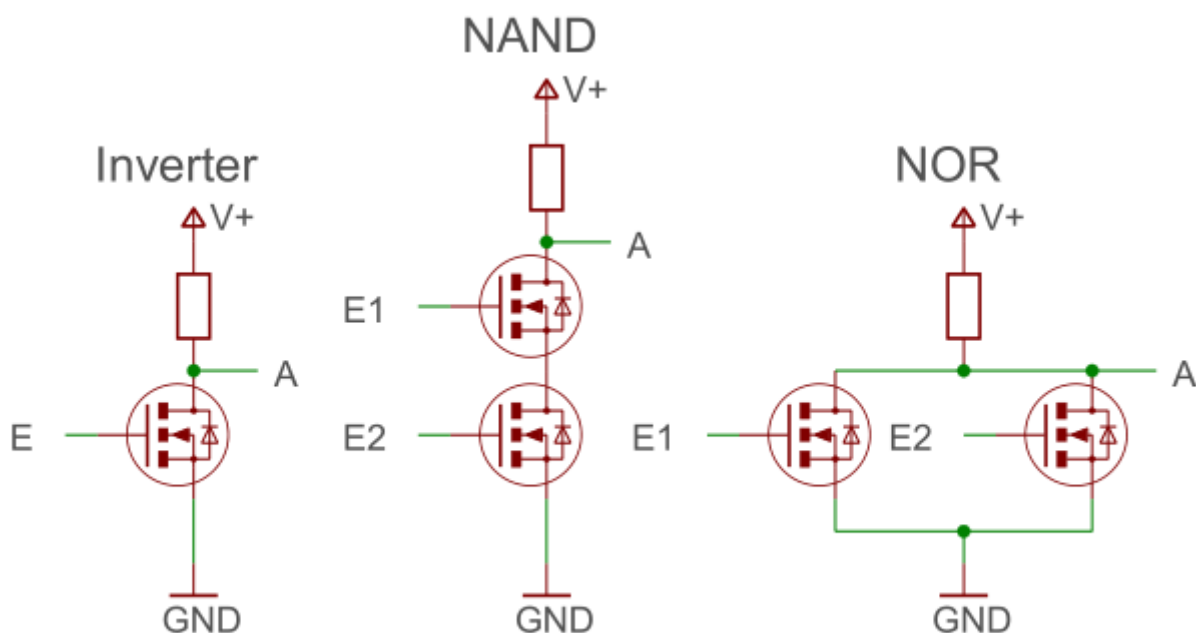 NAND
V+
Inverter
NOR
V+
V+
A
E1
A
A
E
E2
E1
E2
GND
GND
GND